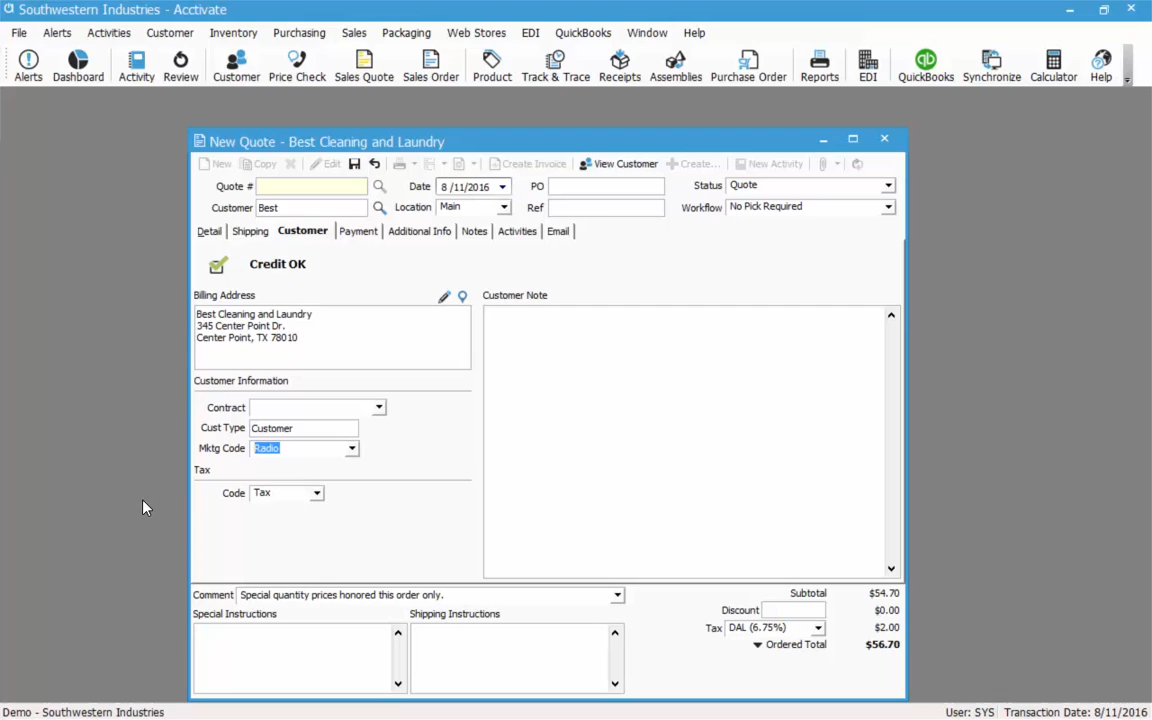 Southwestern Industries - Acctivate
File Alerts Activities Customer Inventory Purchasing Sales Packaging Web Stores EDI QuickBooks Window Help
Alerts Dashboard Activity Review Customer Price Check Sales Quote Sales Order Product Track & Trace Receipts Assembles Purchase Order Reports EDI QuickBooks Synchronize Calculator Help
New Quote - Best Cleaning and Laundry
New Copy Edit Create Invoice View Customer Create... New Activity
Quote # Date 8 /11/2016 PO Status Quote
Customer Best Location Main Ref Workflow No Pick Required
Detail Shipping Customer Payment Additional Info Notes Activities Email
Credit OK
Billing Address Customer Note
Best Cleaning and Laundry
345 Center Point Dr.
Center Point, TX 78010
Customer Information
Contract
Cust Type Customer
Mktg Code Radio
Tax
Code Tax
Comment Special quantity prices honored this order only. Subtotal $54.70
Special Instructions Shipping Instructions Discount $0.00
Tax DAL (6.75%) $2.00
Ordered Total $56.70
Demo - Southwestern Industries User: SYS Transaction Date: 8/11/2016